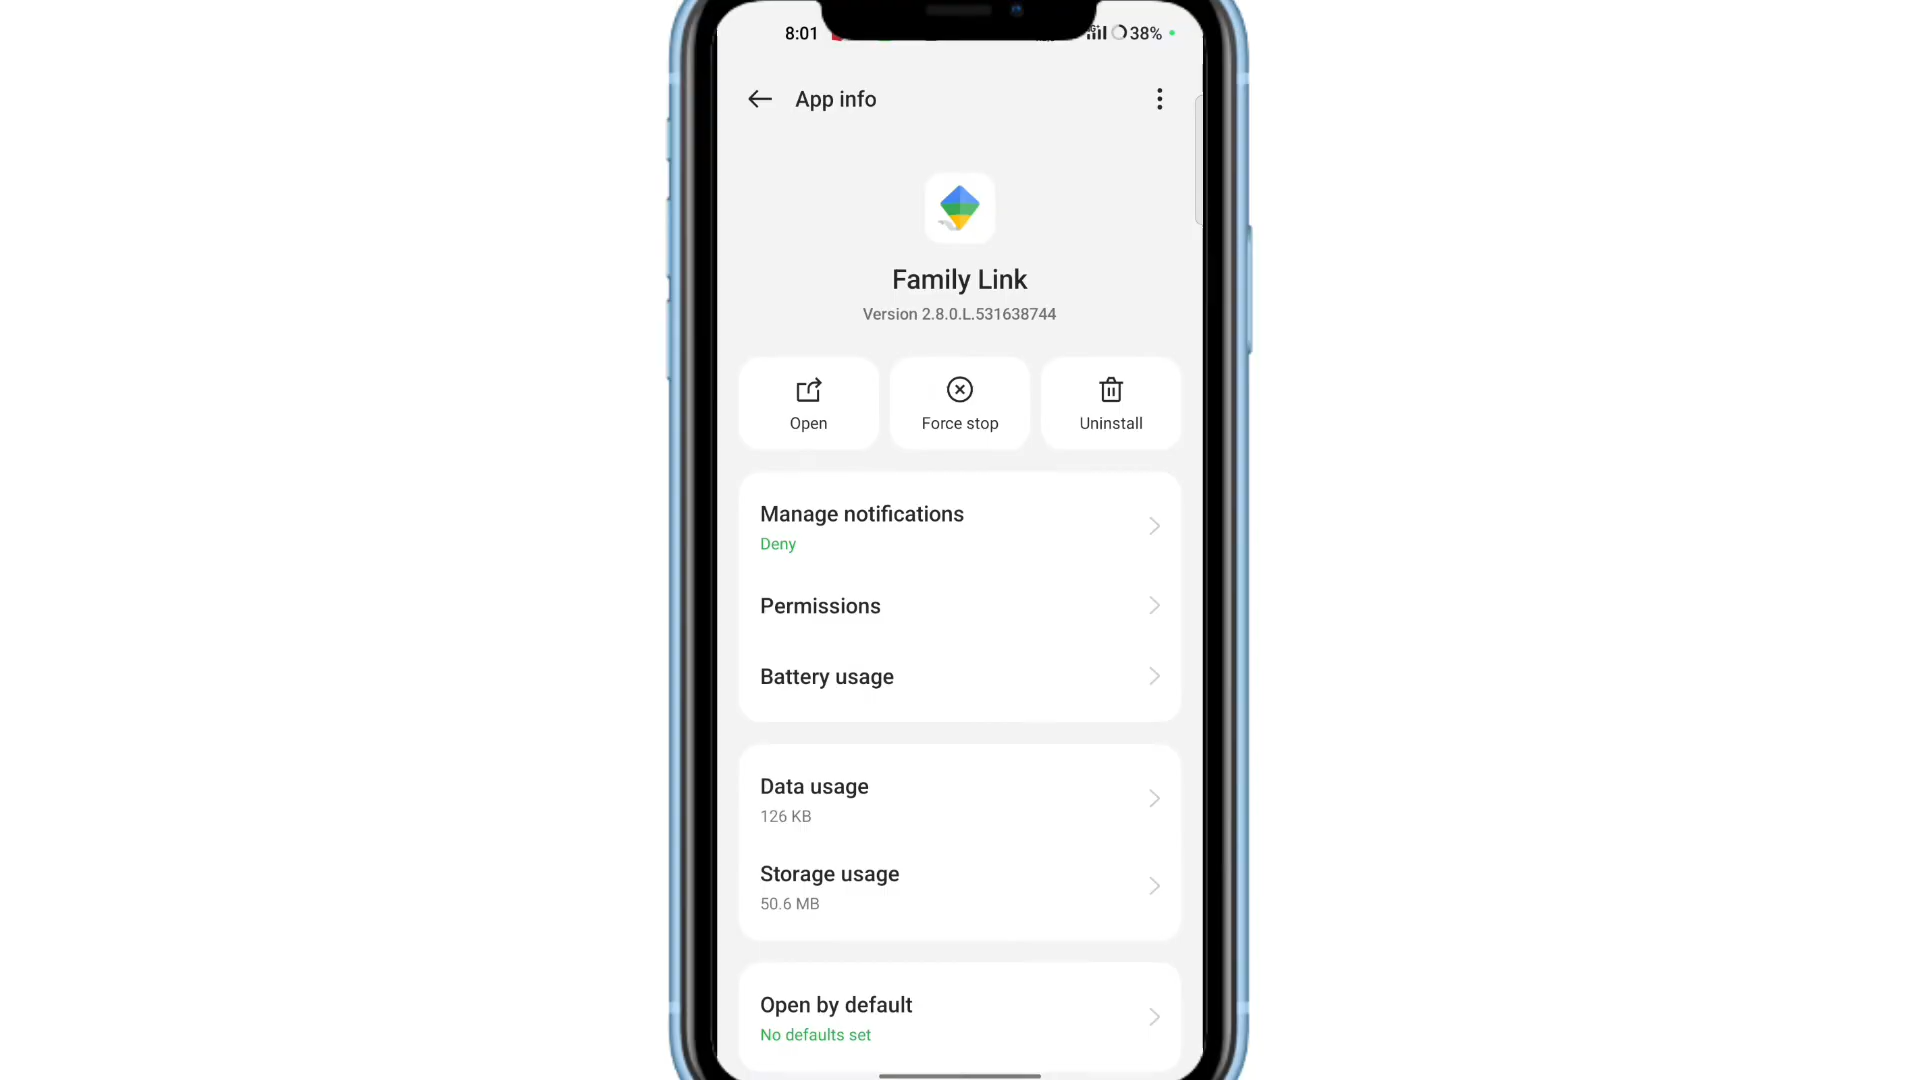 8:01
38%
App info
Family Link
Version 2.8.0.L.531638744
Open
Force stop
Uninstall
Manage notifications
Deny
Permissions
Battery usage
Data usage
126 KB
Storage usage
50.6 MB
Open by default
No defaults set